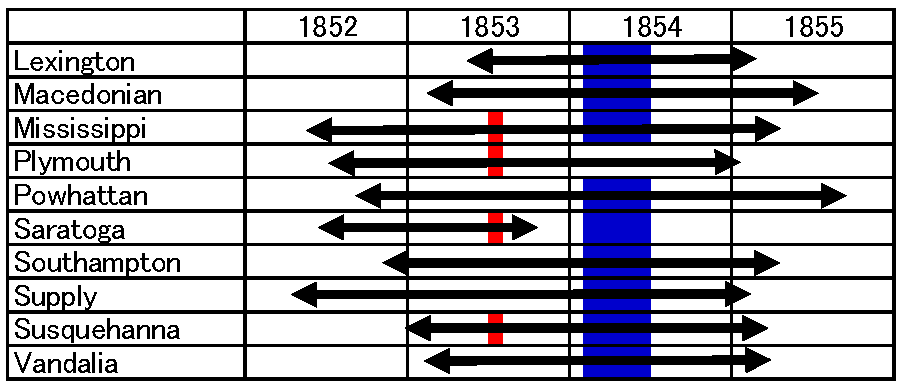 1852 1853 1854 1855
Lexington
Macedonian
Mississippi
Plymouth
Powhattan
Saratoga
Southampton
Supply
Susquehanna
Vandalia